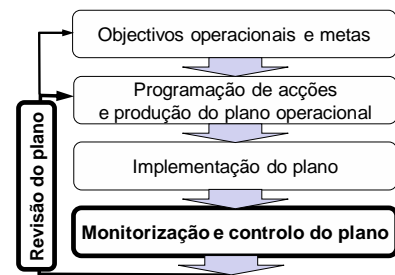 Objectivos operacionais e metas
Programação de acções
e produção do plano operacional
Implementação do plano
Monitorização e controlo do plano
Revisão do plano